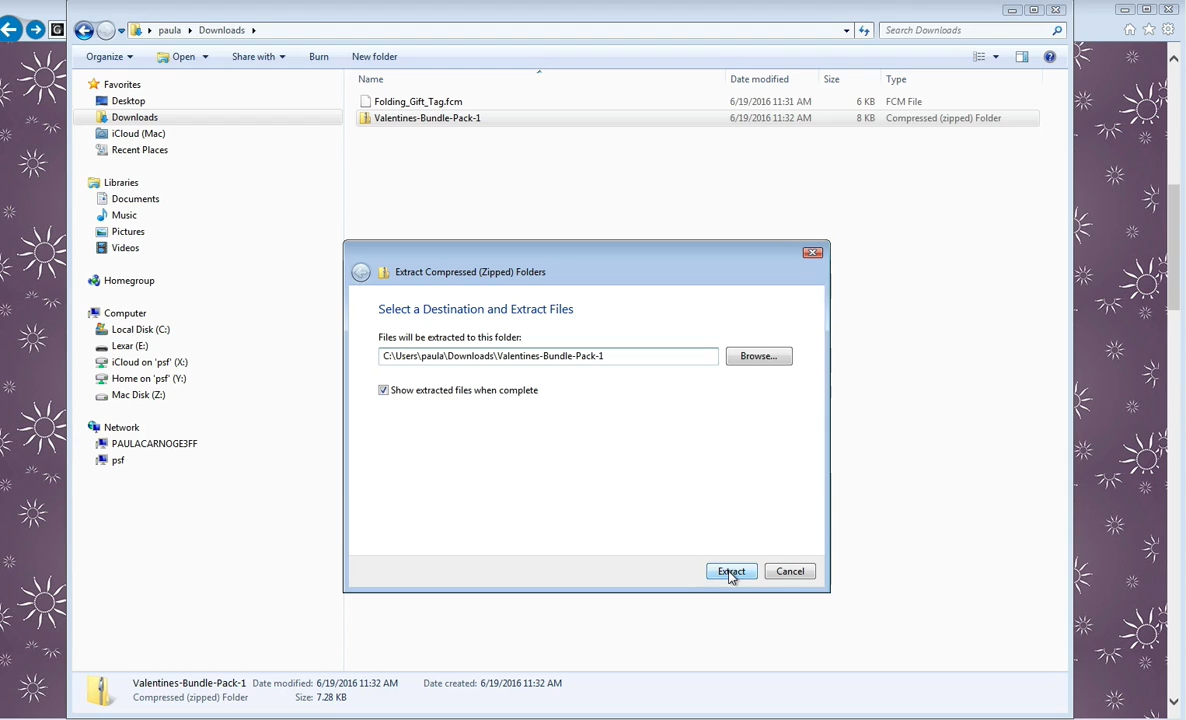 G
paula Downloads
Search Downloads
Organize Open Share with Burn New folder
Name Date modified Size Type
Folding_Gift_Tag.fcm 6/19/2016 11:31 AM 6 KB FCM File
Valentines-Bundle-Pack-1 6/19/2016 11:32 AM 8 KB Compressed (zipped) Folder
Favorites
Desktop
Downloads
iCloud (Mac)
Recent Places
Libraries
Documents
Music
Pictures
Videos
Homegroup
Computer
Local Disk (C:)
Lexar (E:)
iCloud on 'psf' (X:)
Home on 'psf' (Y:)
Mac Disk (Z:)
Network
PAULACARNOGE3FF
psf
Extract Compressed (Zipped) Folders
Select a Destination and Extract Files
Files will be extracted to this folder:
C:\Users\paula\Downloads\Valentines-Bundle-Pack-1
Browse...
Show extracted files when complete
Extract Cancel
Valentines-Bundle-Pack-1 Date modified: 6/19/2016 11:32 AM Date created: 6/19/2016 11:32 AM
Compressed (zipped) Folder Size: 7.28 KB